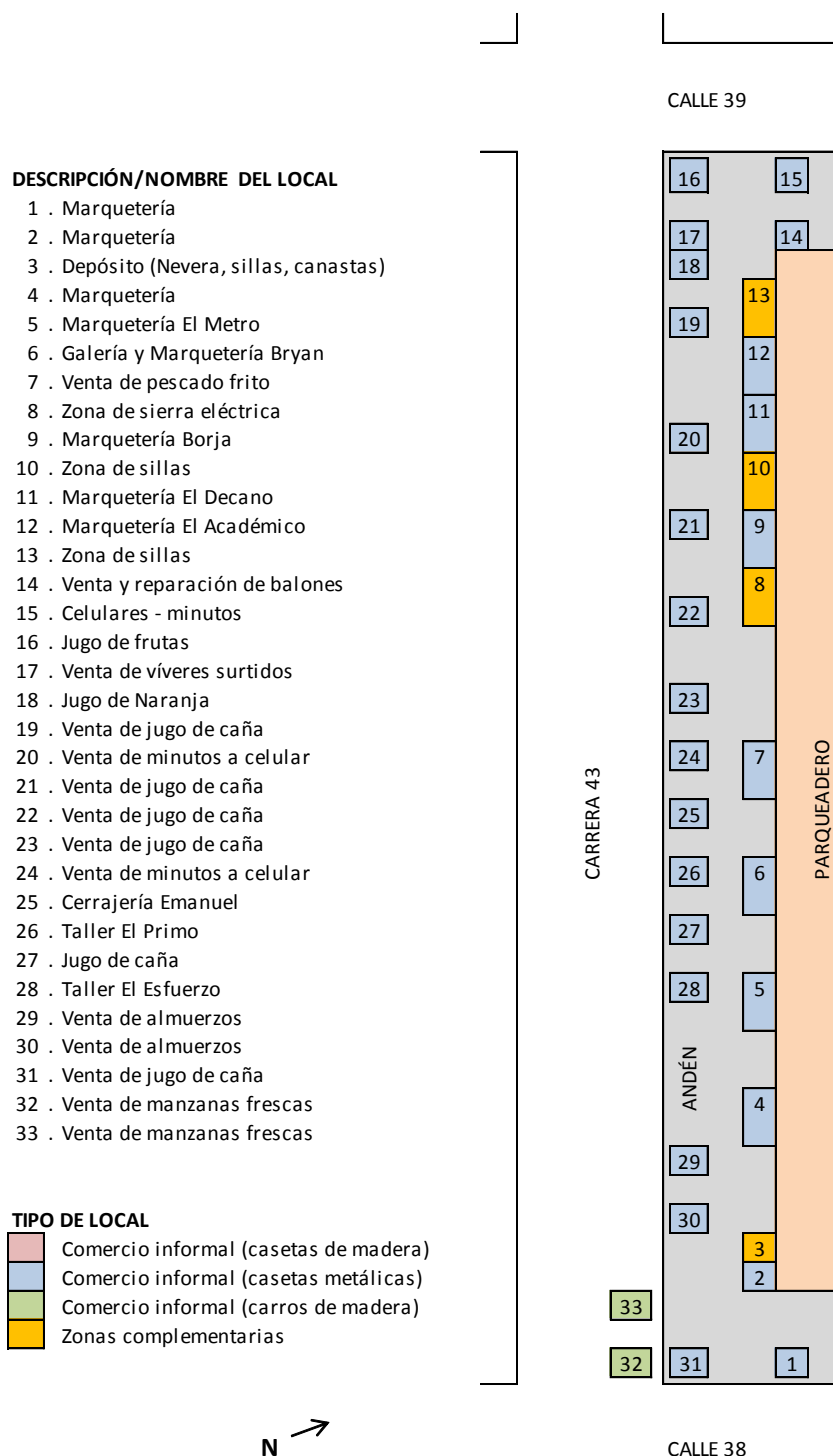 CALLE 39
DESCRIPCIÓN/NOMBRE DEL LOCAL
1 . Marquetería
2 . Marquetería
3 . Depósito (Nevera, sillas, canastas)
4 . Marquetería
5 . Marquetería El Metro
6 . Galería y Marquetería Bryan
7 . Venta de pescado frito
8 . Zona de sierra eléctrica
9 . Marquetería Borja
10 . Zona de sillas
11 . Marquetería El Decano
12 . Marquetería El Académico
13 . Zona de sillas
14 . Venta y reparación de balones
15 . Celulares - minutos
16 . Jugo de frutas
17 . Venta de víveres surtidos
18 . Jugo de Naranja
19 . Venta de jugo de caña
20 . Venta de minutos a celular
21 . Venta de jugo de caña
22 . Venta de jugo de caña
23 . Venta de jugo de caña
24 . Venta de minutos a celular
25 . Cerrajería Emanuel
26 . Taller El Primo
27 . Jugo de caña
28 . Taller El Esfuerzo
29 . Venta de almuerzos
30 . Venta de almuerzos
31 . Venta de jugo de caña
32 . Venta de manzanas frescas
33 . Venta de manzanas frescas
TIPO DE LOCAL
Comercio informal (casetas de madera)
Comercio informal (casetas metálicas)
Comercio informal (carros de madera)
Zonas complementarias
N
CARRERA 43
16 15
17 14
18
13
19
12
11
20
10
21 9
8
22
23
24 7
25
26 6
27
28 5
ANDÉN
4
29
30
3
2
33
32 31 1
PARQUEADERO
CALLE 38